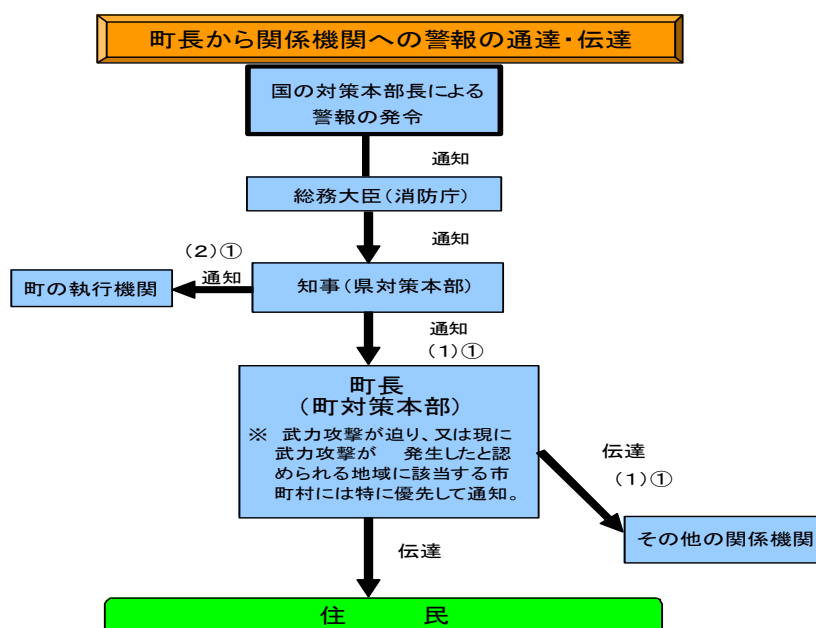 町長から関係機関への警報の通達・伝達
国の対策本部長による
警報の発令
通知
総務大臣(消防庁)
通知
(2)①
通知
町の執行機関
知事(県対策本部)
通知
(1)①
町長
(町対策本部)
※ 武力攻撃が迫り、又は現に
武力攻撃が 発生したと認
められる地域に該当する市
町村には特に優先して通知。
伝達
(1)①
その他の関係機関
伝達
住 民